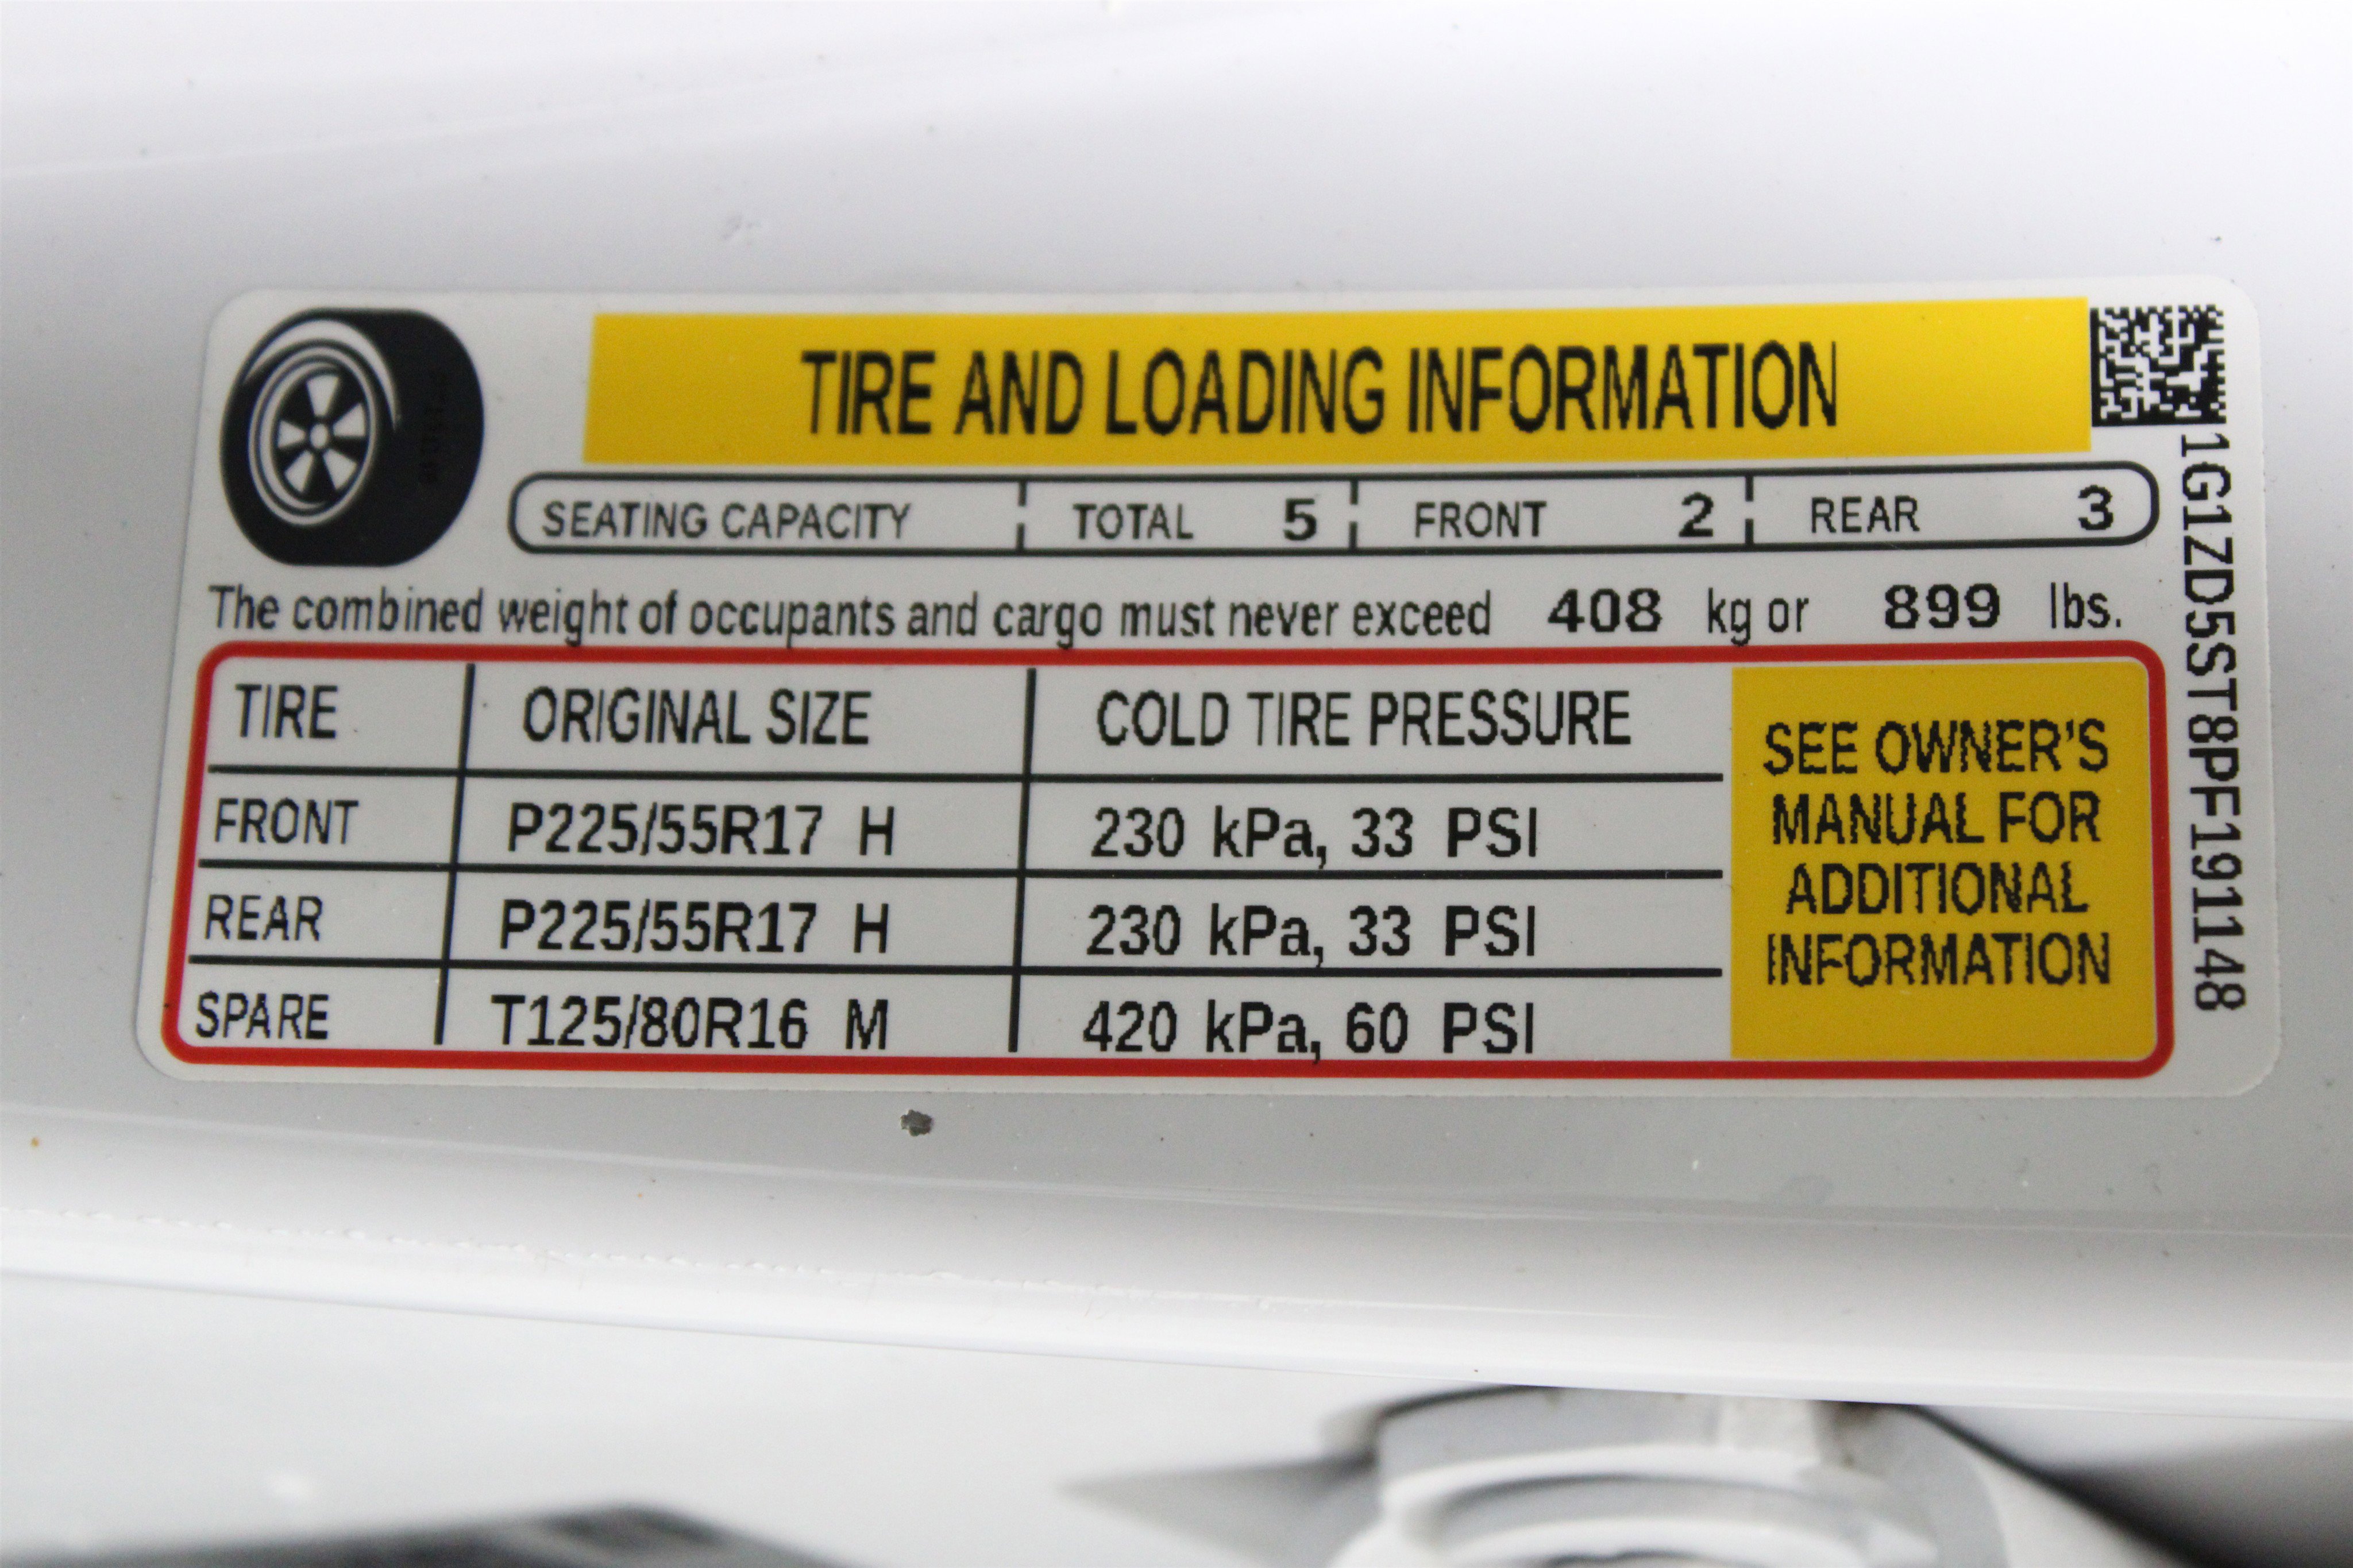 TIRE AND LOADING INFORMATION
SEATING CAPACITY TOTAL 5 FRONT 2 REAR 3
The combined weight of occupants and cargo must never exceed 408 kg or 899 lbs.
TIRE ORIGINAL SIZE COLD TIRE PRESSURE
FRONT P225/55R17 H 230 kPa, 33 PSI
REAR P225/55R17 H 230 kPa, 33 PSI
SPARE T125/80R16 M 420 kPa, 60 PSI
SEE OWNER'S
MANUAL FOR
ADDITIONAL
INFORMATION
1G1ZD5ST8PF191148